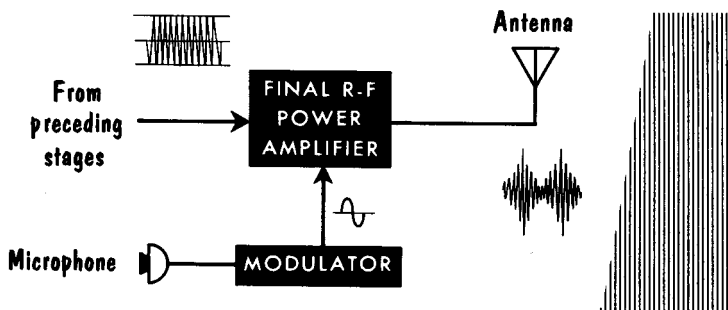 Antenna
From
preceding
stages
FINAL R-F
POWER
AMPLIFIER
Microphone
MODULATOR